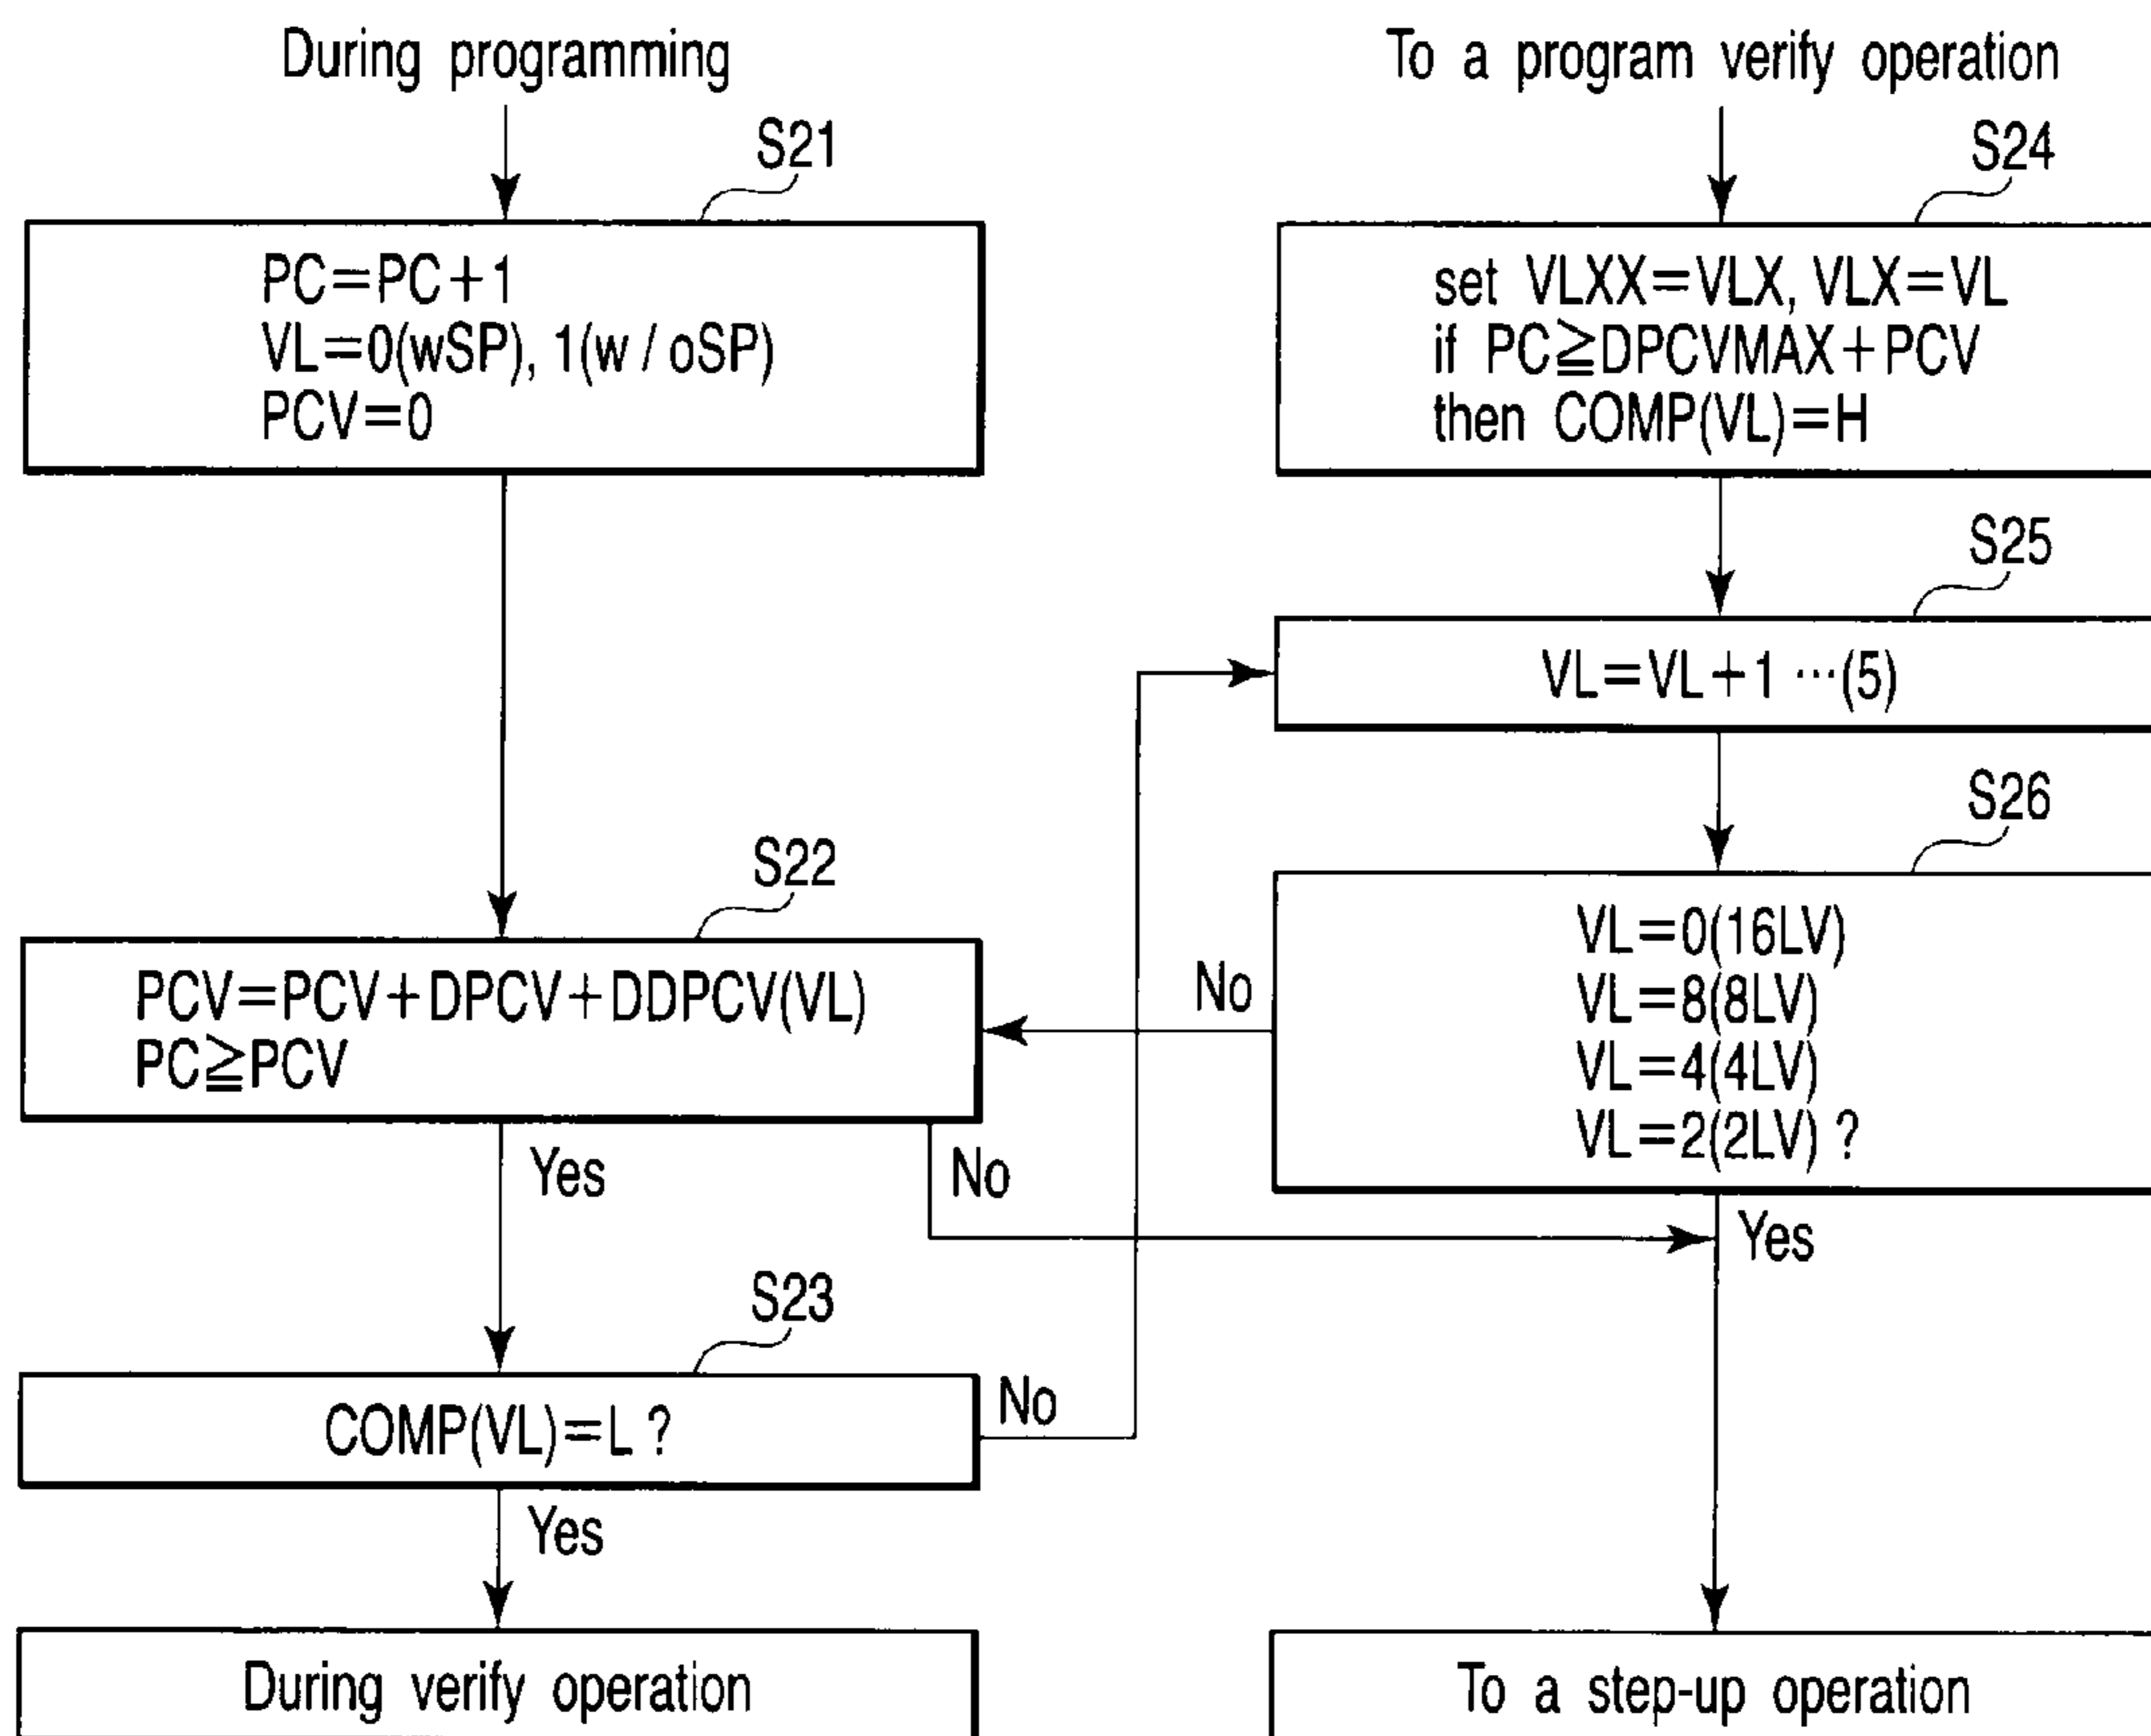 During programming
S21
PC=PC+1
VL=0(wSP), 1(w/oSP)
PCV=0
S22
PCV=PCV+DPCV+DDPCV(VL)
PC≧PCV
Yes
No
S23
COMP(VL)=L ?
No
Yes
During verify operation
To a program verify operation
S24
set VLXX=VLX, VLX=VL
if PC≧DPCVMAX+PCV
then COMP(VL)=H
S25
VL=VL+1 ···(5)
S26
VL=0(16LV)
VL=8(8LV)
VL=4(4LV)
VL=2(2LV) ?
No
Yes
To a step-up operation